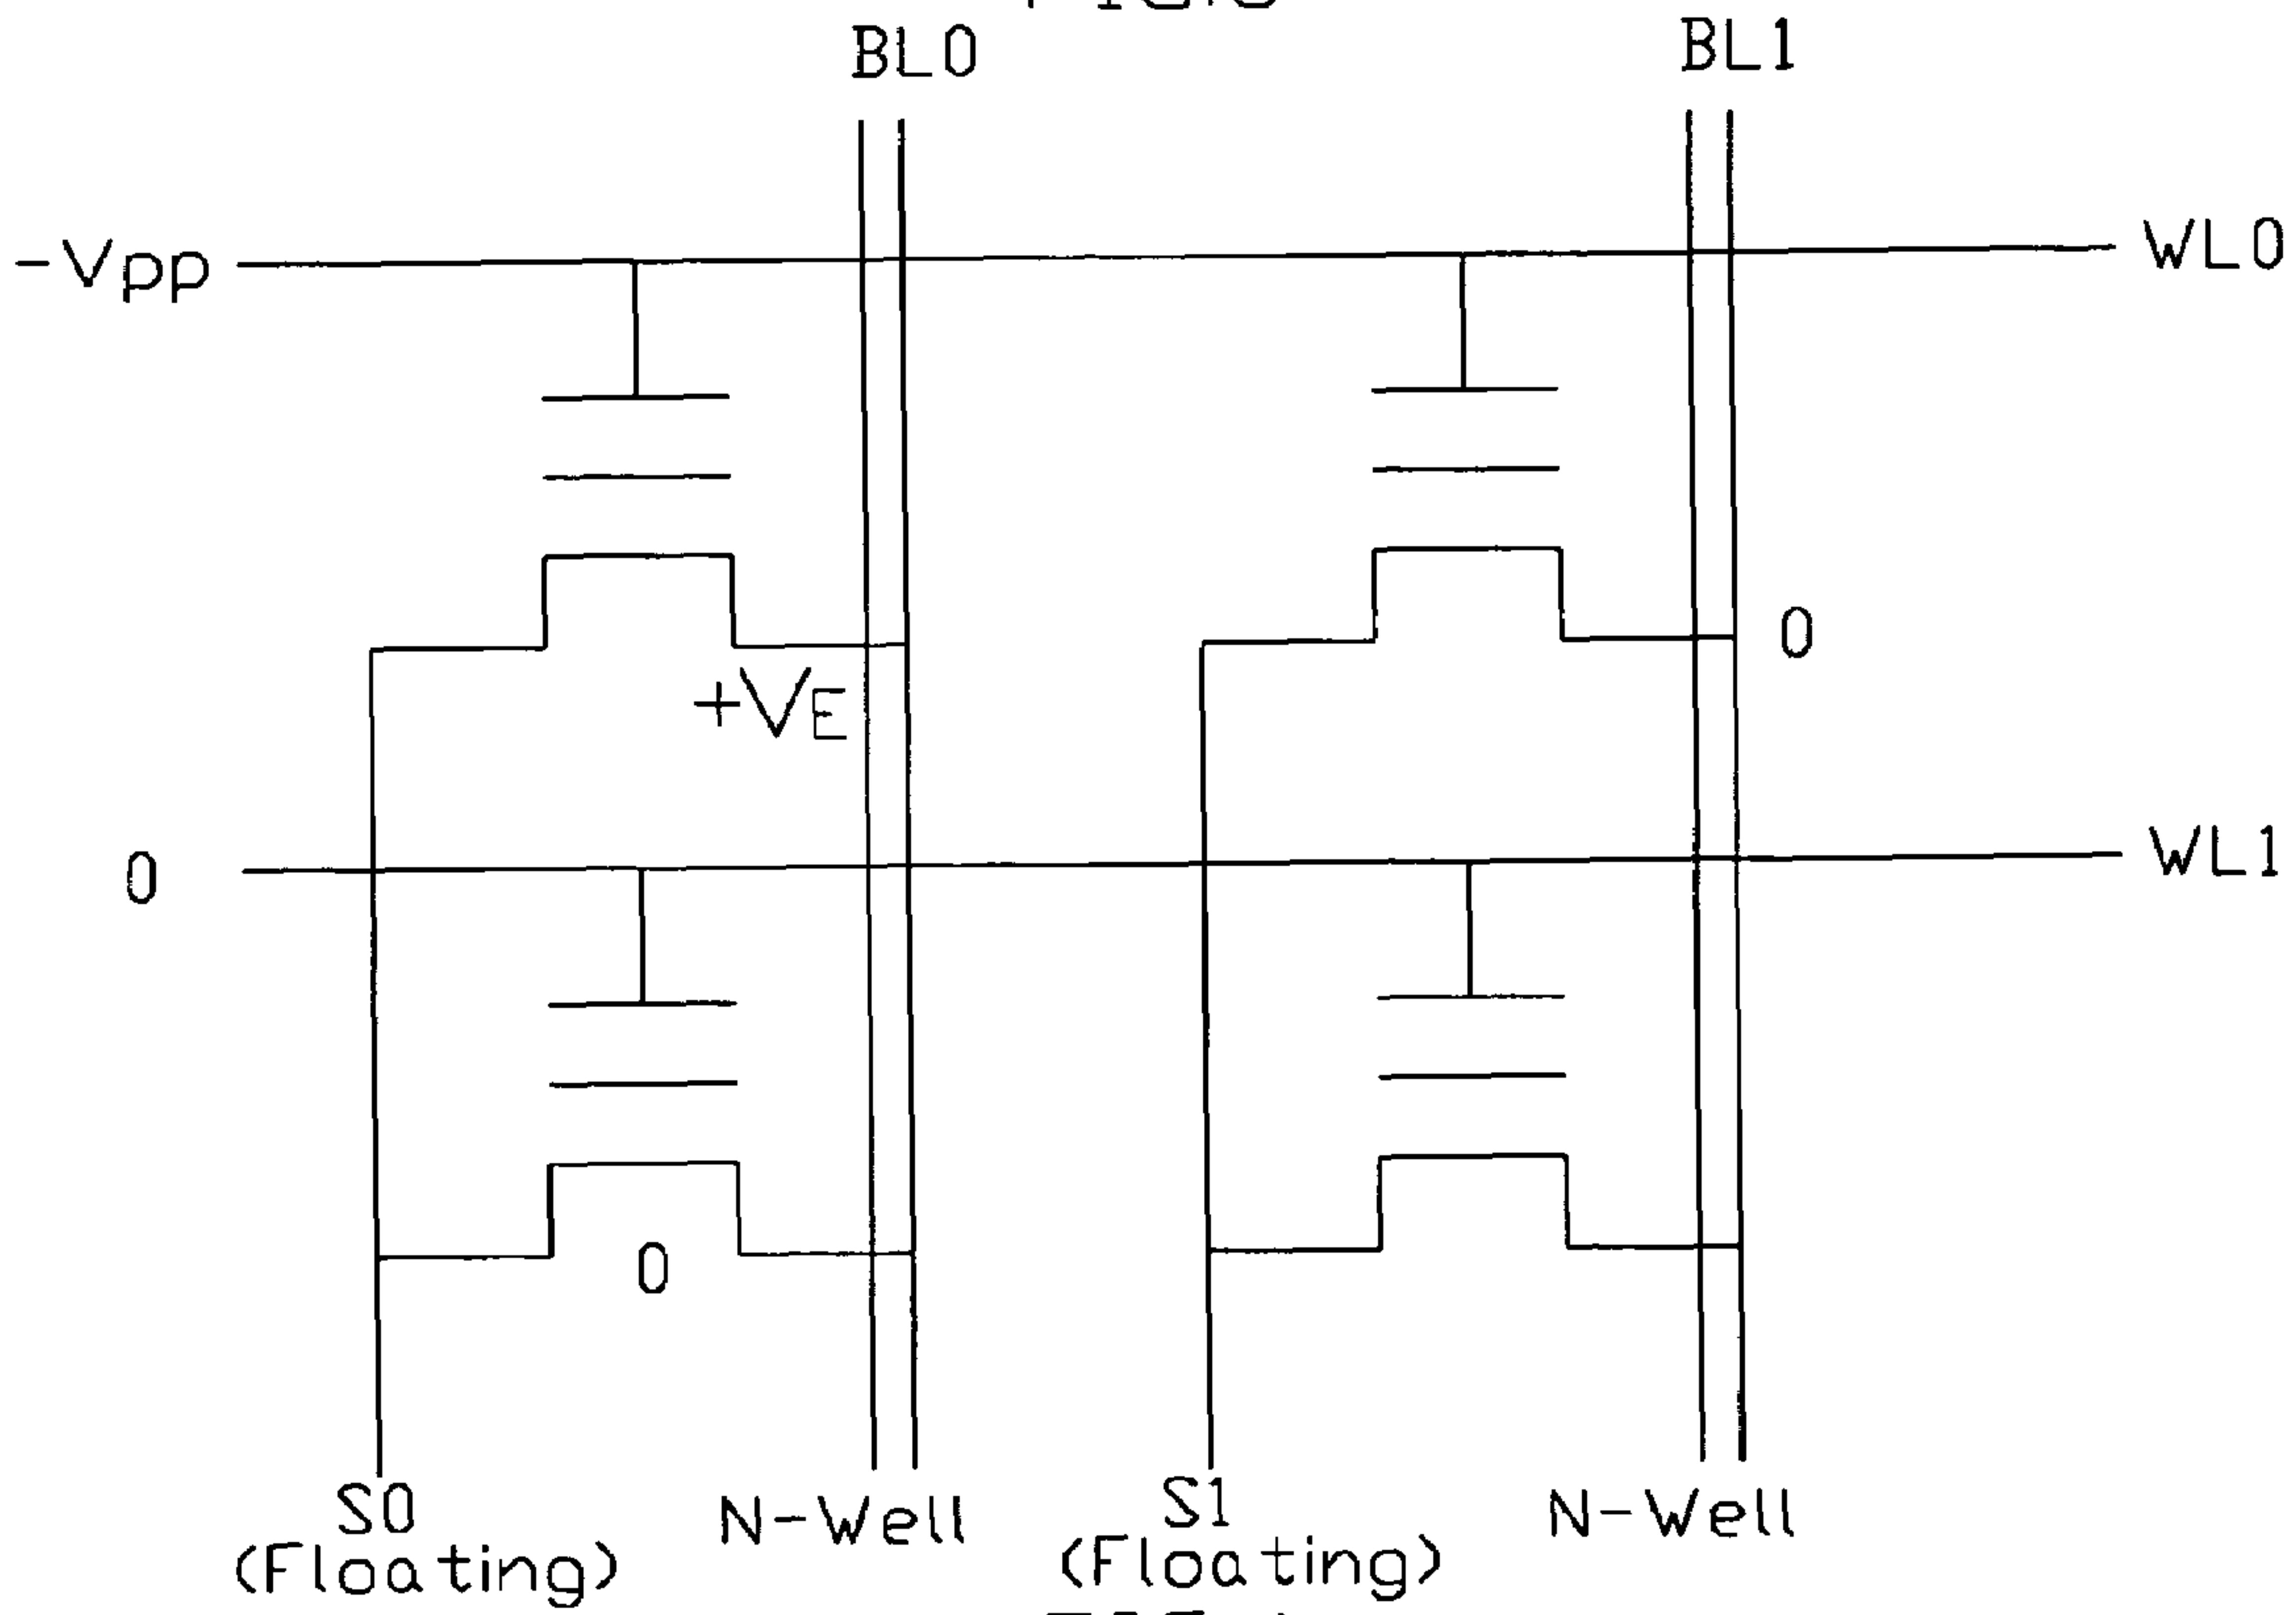 BL0 BL1
-Vpp WL0
0
+VE
0 WL1
0
S0 N-Well S1 N-Well
(Floating) (Floating)